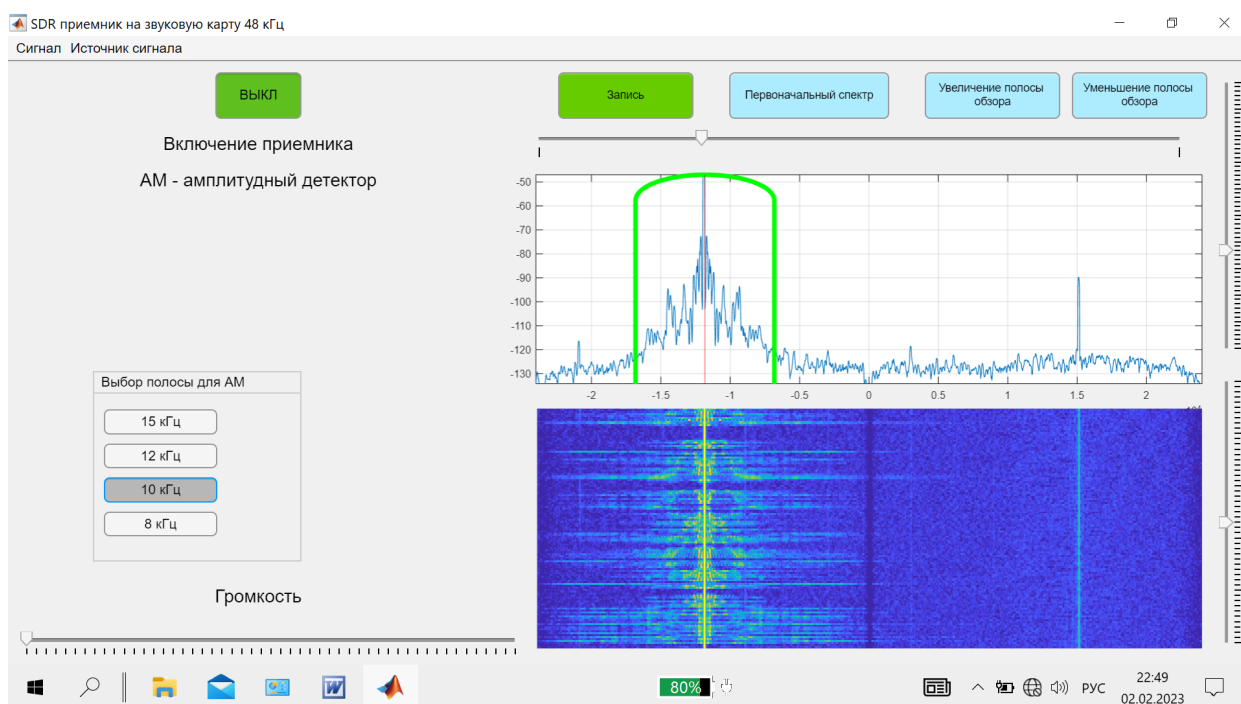 SDR приемник на звуковую карту 48 кГц
Сигнал Источник сигнала
ВЫКЛ
Включение приемника
АМ - амплитудный детектор
Выбор полосы для АМ
15 кГц
12 кГц
10 кГц
8 кГц
Громкость
Запись
Первоначальный спектр
Увеличение полосы
обзора
Уменьшение полосы
обзора
-50
-60
-70
-80
-90
-100
-110
-120
-130
-2 -1.5 -1 -0.5 0 0.5 1 1.5 2
80%
РУС
22:49
02.02.2023